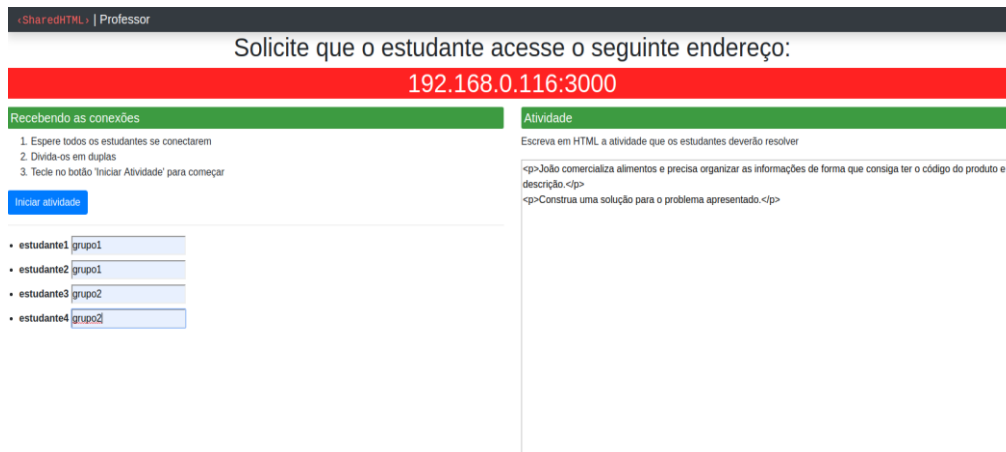 ‹SharedHTML› | Professor
Solicite que o estudante acesse o seguinte endereço:
192.168.0.116:3000
Recebendo as conexões
1. Espere todos os estudantes se conectarem
2. Divida-os em duplas
3. Tecle no botão 'Iniciar Atividade' para começar
Iniciar atividade
• estudante1 grupo1
• estudante2 grupo1
• estudante3 grupo2
• estudante4 grupo2
Atividade
Escreva em HTML a atividade que os estudantes deverão resolver
<p>João comercializa alimentos e precisa organizar as informações de forma que consiga ter o código do produto e
descrição.</p>
<p>Construa uma solução para o problema apresentado.</p>